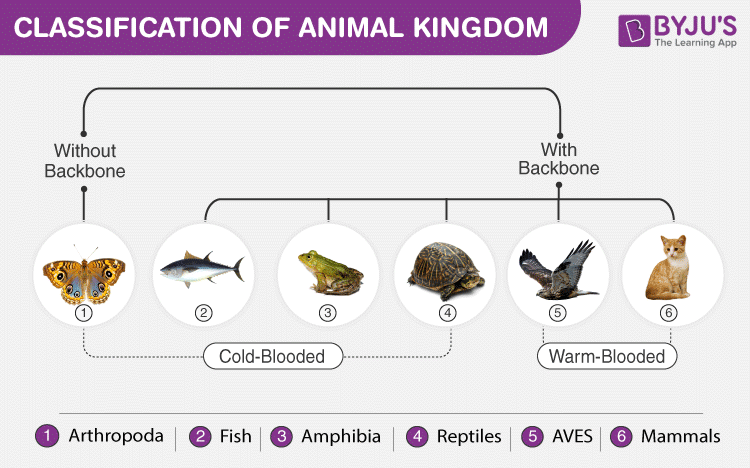 CLASSIFICATION OF ANIMAL KINGDOM
BYJU'S
The Learning App
Without
Backbone
With
Backbone
1
2
3
4
5
6
Cold-Blooded
Warm-Blooded
1 Arthropoda
2 Fish
3 Amphibia
4 Reptiles
5 AVES
6 Mammals